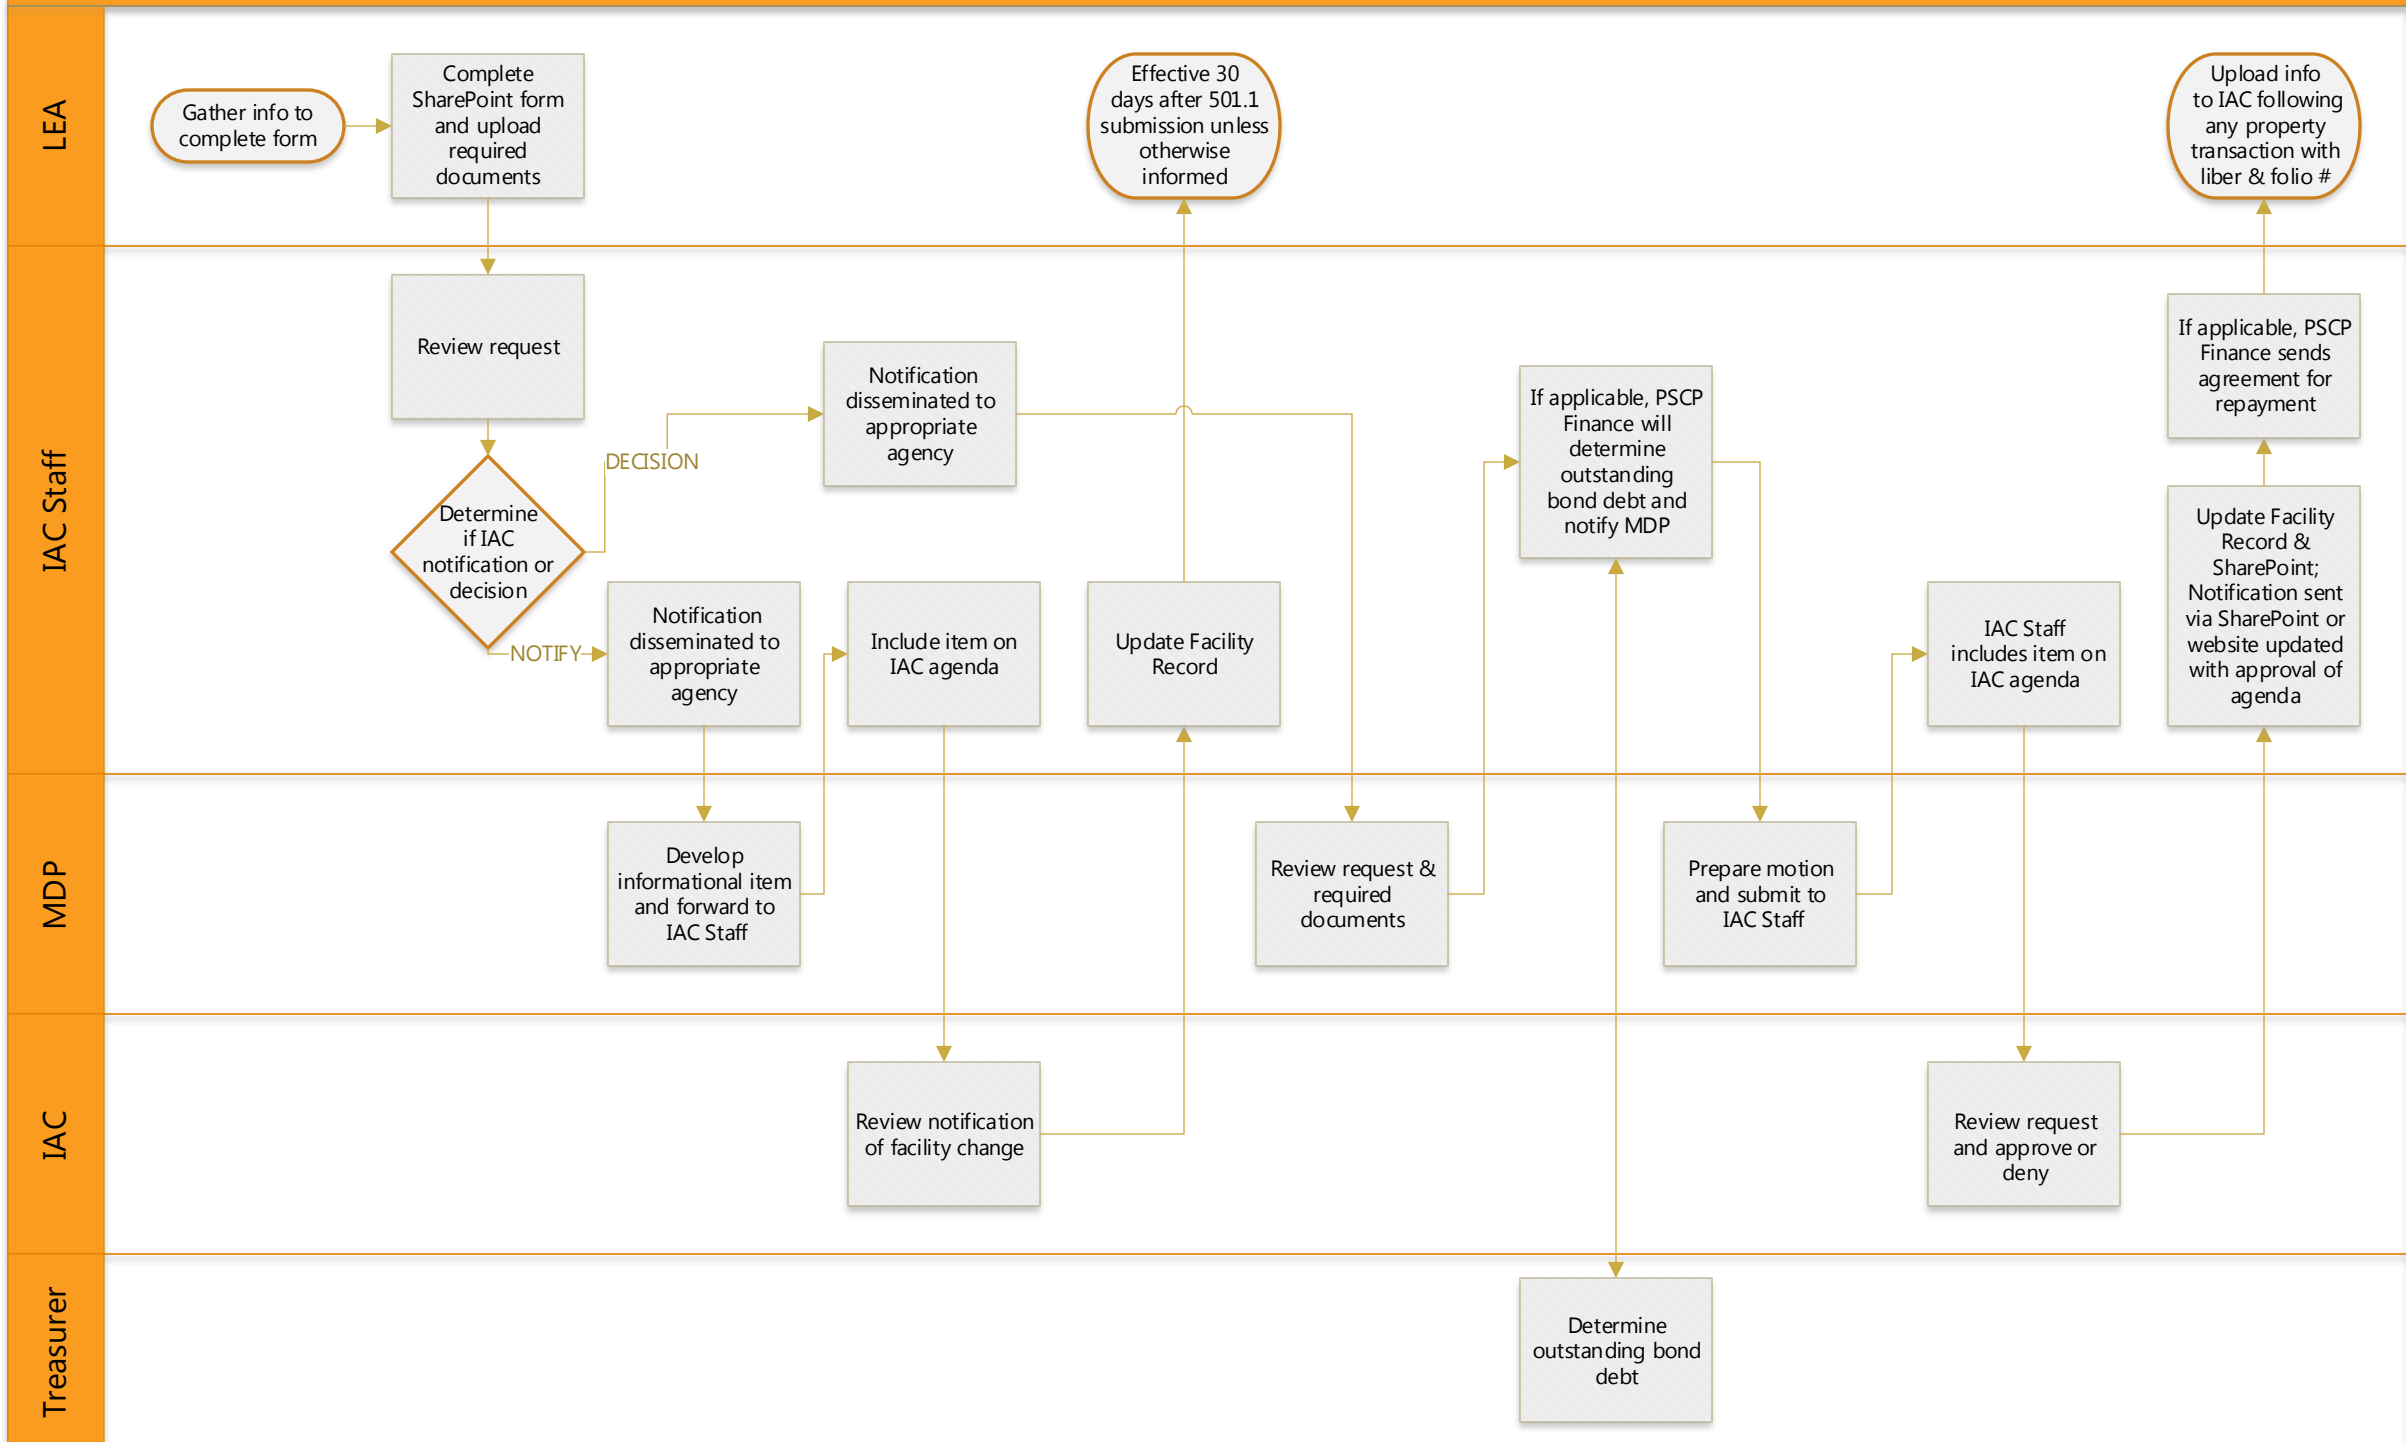 LEA
Gather info to
complete form
Complete
SharePoint form
and upload
required
documents
Effective 30
days after 501.1
submission unless
otherwise
informed
Upload info
to IAC following
any property
transaction with
liber & folio #
IAC Staff
Review request
Determine
if IAC
notification or
decision
DECISION
NOTIFY
Notification
disseminated to
appropriate
agency
Notification
disseminated to
appropriate
agency
Include item on
IAC agenda
Update Facility
Record
If applicable, PSCP
Finance will
determine
outstanding
bond debt and
notify MDP
IAC Staff
includes item on
IAC agenda
If applicable, PSCP
Finance sends
agreement for
repayment
Update Facility
Record &
SharePoint;
Notification sent
via SharePoint or
website updated
with approval of
agenda
MDP
Develop
informational item
and forward to
IAC Staff
Review request &
required
documents
Prepare motion
and submit to
IAC Staff
IAC
Review notification
of facility change
Review request
and approve or
deny
Treasurer
Determine
outstanding bond
debt